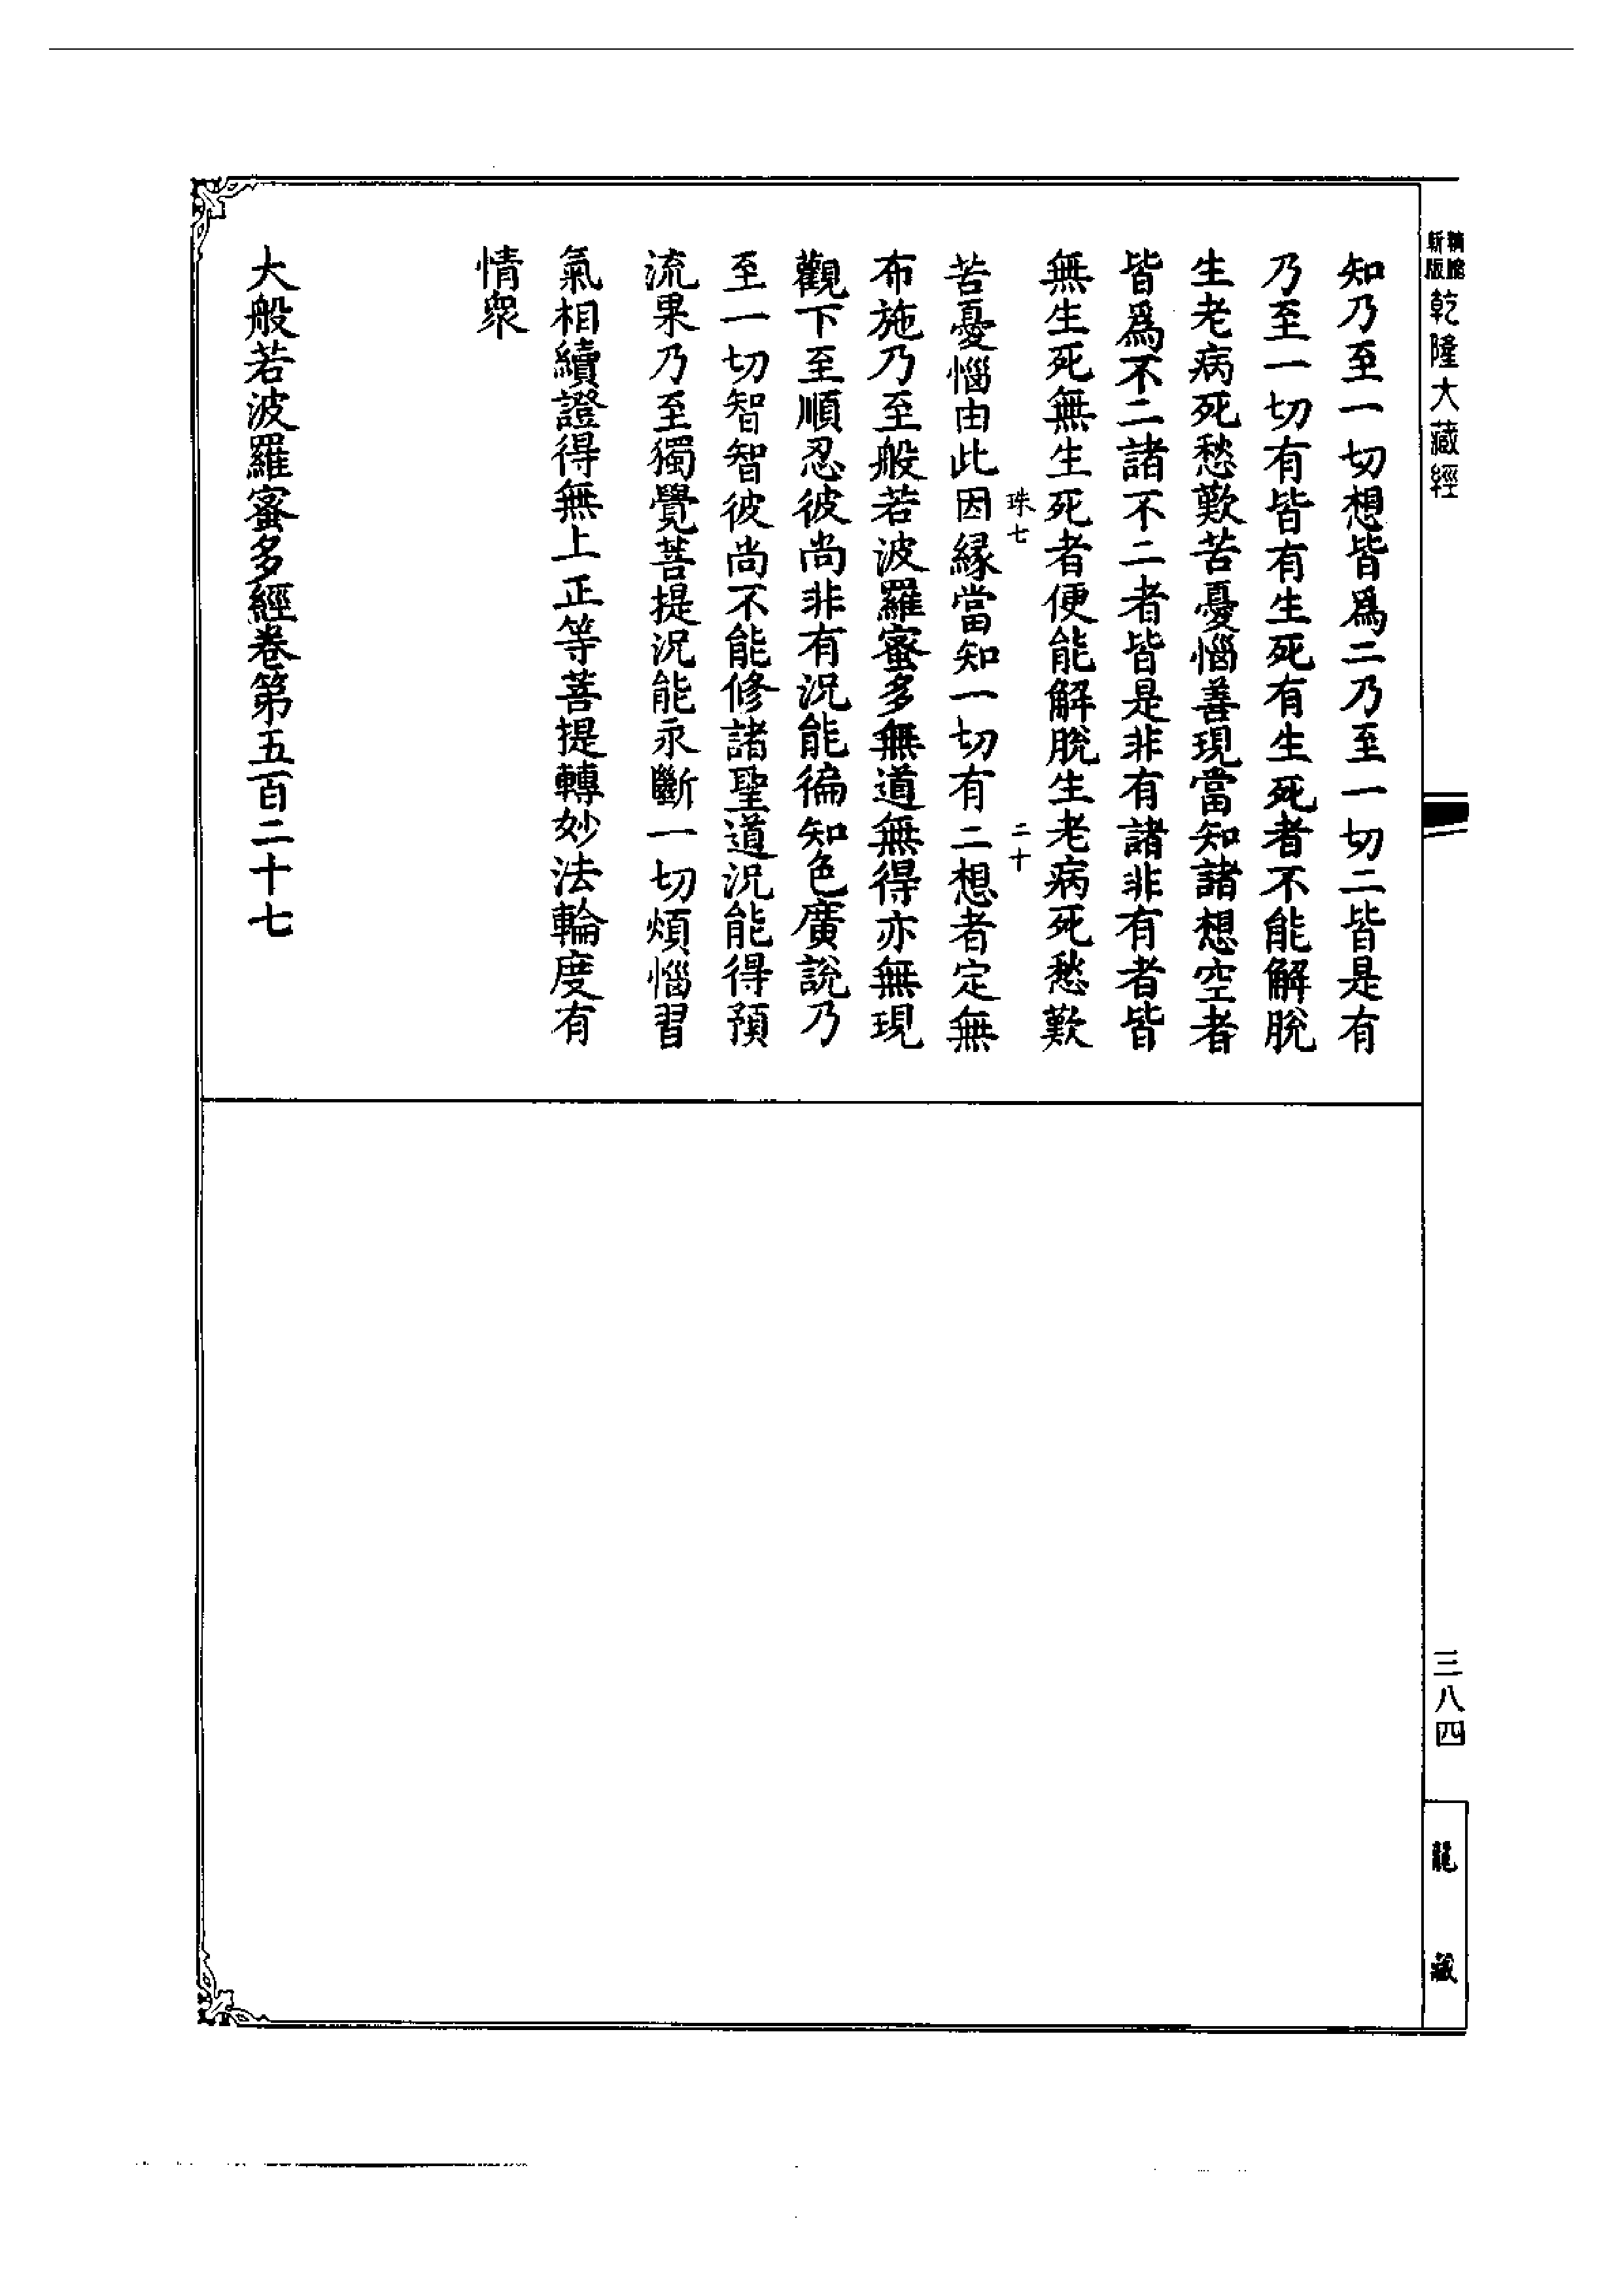 新版
乾隆大藏經
三八四
龍藏
知乃至一切想皆爲二乃至一切二皆是有
乃至一切有皆有生死有生死者不能解脫
生老病死愁歎苦憂惱善現當知諸想空者
皆爲不二諸不二者皆是非有諸非有者皆
無生死無生死者便能解脫生老病死愁歎
珠七
二十
苦憂惱由此因緣當知一切有二想者定無
布施乃至般若波羅蜜多無道無得亦無現
觀下至順忍彼尚非有況能徧知色廣說乃
至一切智智彼尚不能修諸聖道況能得預
流果乃至獨覺菩提況能永斷一切煩惱習
氣相續證得無上正等菩提轉妙法輪度有
情衆
大般若波羅蜜多經卷第五百二十七